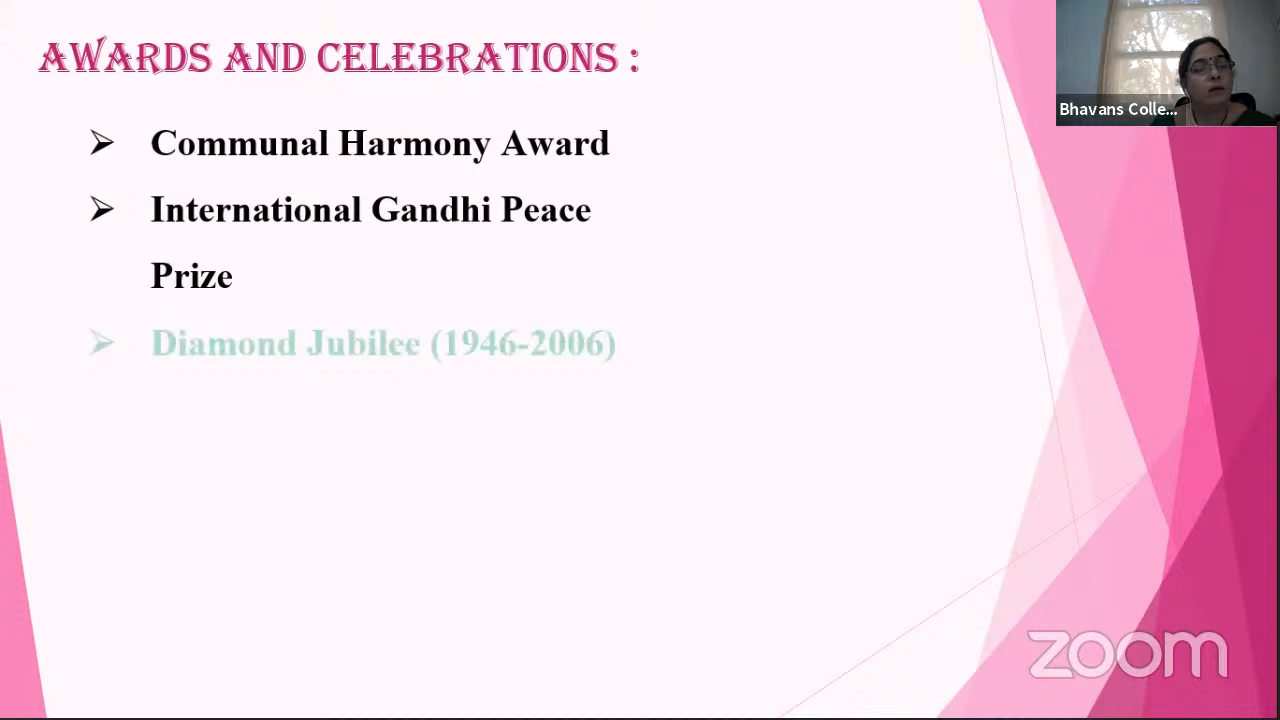 AWARDS AND CELEBRATIONS :
Bhavans Colle...
➢ Communal Harmony Award
➢ International Gandhi Peace
Prize
➢ Diamond Jubilee (1946-2006)
zoom